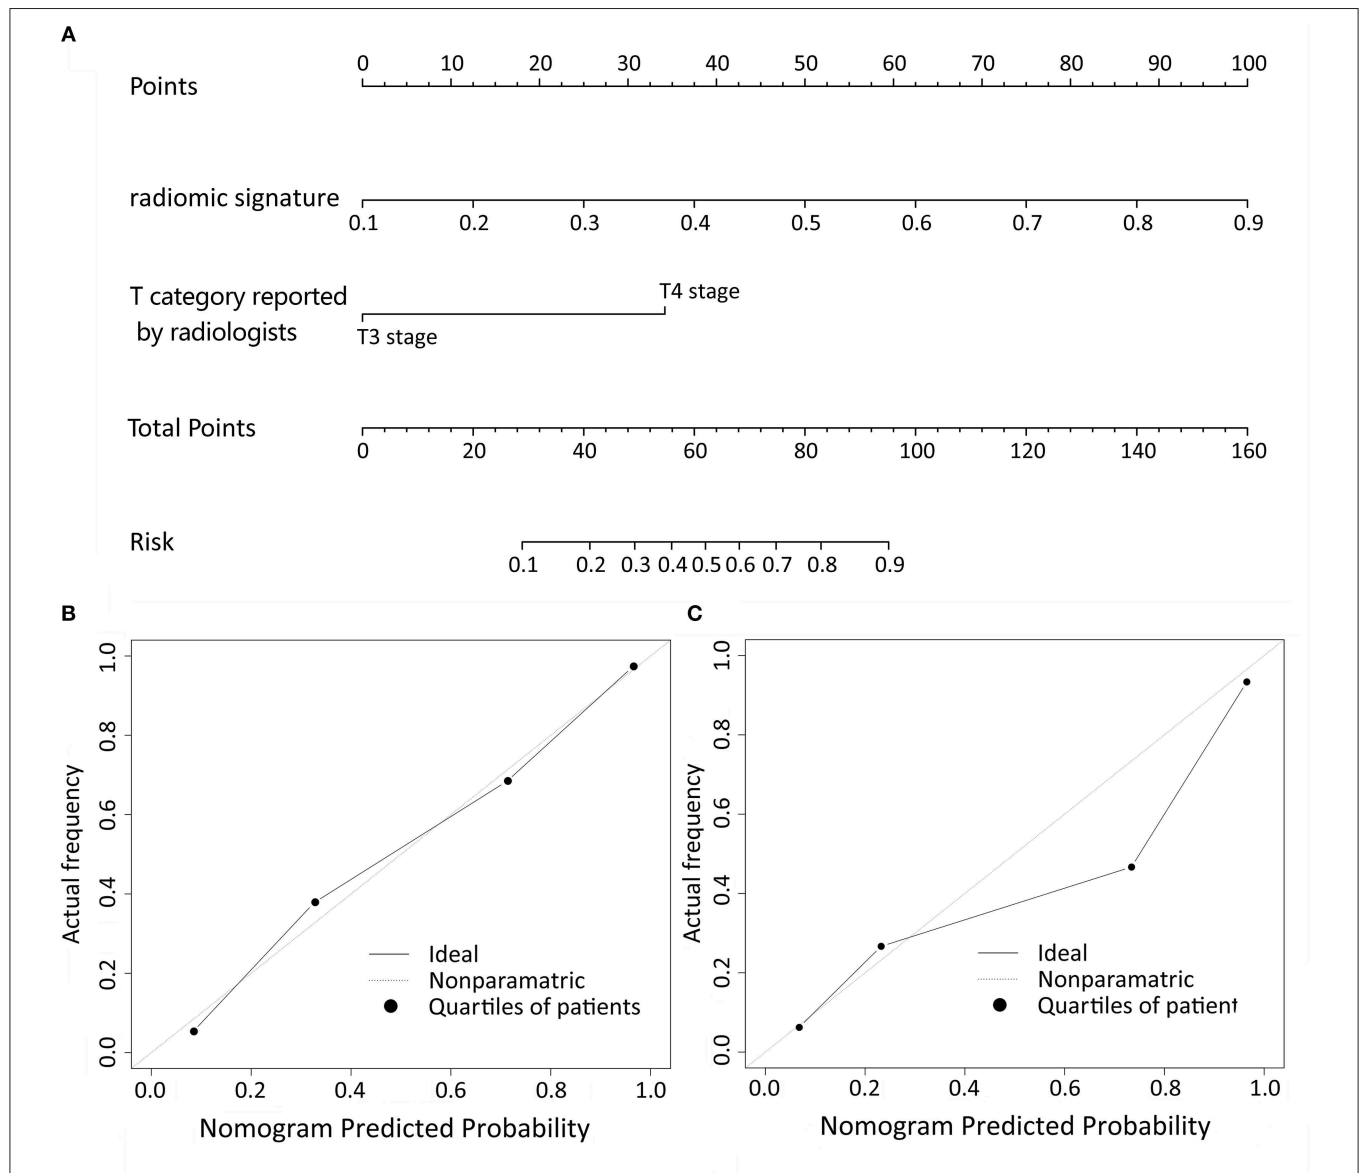 A
Points
0 10 20 30 40 50 60 70 80 90 100
radiomic signature
0.1 0.2 0.3 0.4 0.5 0.6 0.7 0.8 0.9
T category reported
by radiologists
T4 stage
T3 stage
Total Points
0 20 40 60 80 100 120 140 160
Risk
0.1 0.2 0.3 0.4 0.5 0.6 0.7 0.8 0.9
B
Actual frequency
1.0
0.8
0.6
0.4
0.2
0.0
Ideal
Nonparamatric
Quartiles of patients
0.0 0.2 0.4 0.6 0.8 1.0
Nomogram Predicted Probability
C
Actual frequency
1.0
0.8
0.6
0.4
0.2
0.0
Ideal
Nonparamatric
Quartiles of patient
0.0 0.2 0.4 0.6 0.8 1.0
Nomogram Predicted Probability